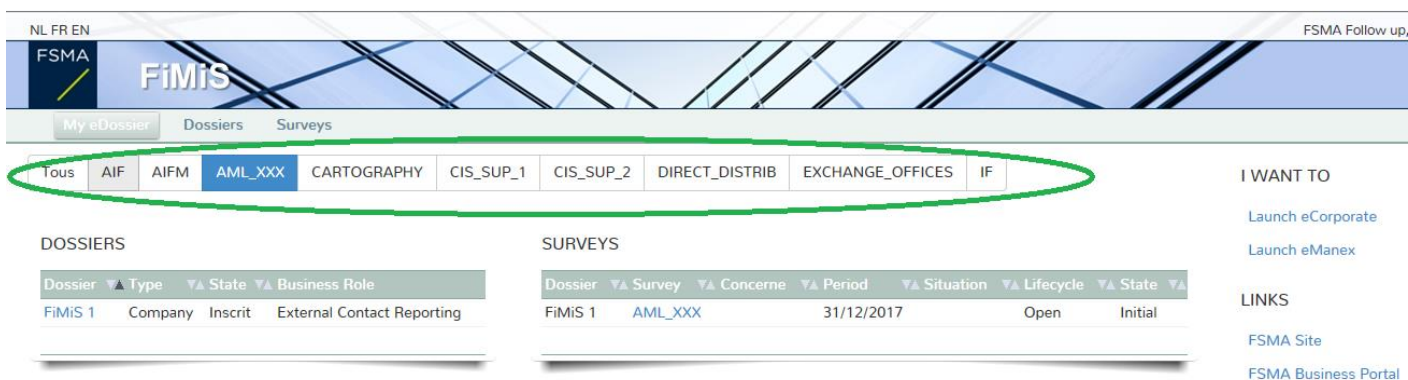 NL FR EN
FSMA Follow up,
FSMA
FiMiS
My eDossier Dossiers Surveys
Tous AIF AIFM AML_XXX CARTOGRAPHY CIS_SUP_1 CIS_SUP_2 DIRECT_DISTRIB EXCHANGE_OFFICES IF
DOSSIERS
Dossier Type State Business Role
FiMiS 1 Company Inscrit External Contact Reporting
SURVEYS
Dossier Survey Concerne Period Situation Lifecycle State
FiMiS 1 AML_XXX 31/12/2017 Open Initial
I WANT TO
Launch eCorporate
Launch eManex
LINKS
FSMA Site
FSMA Business Portal